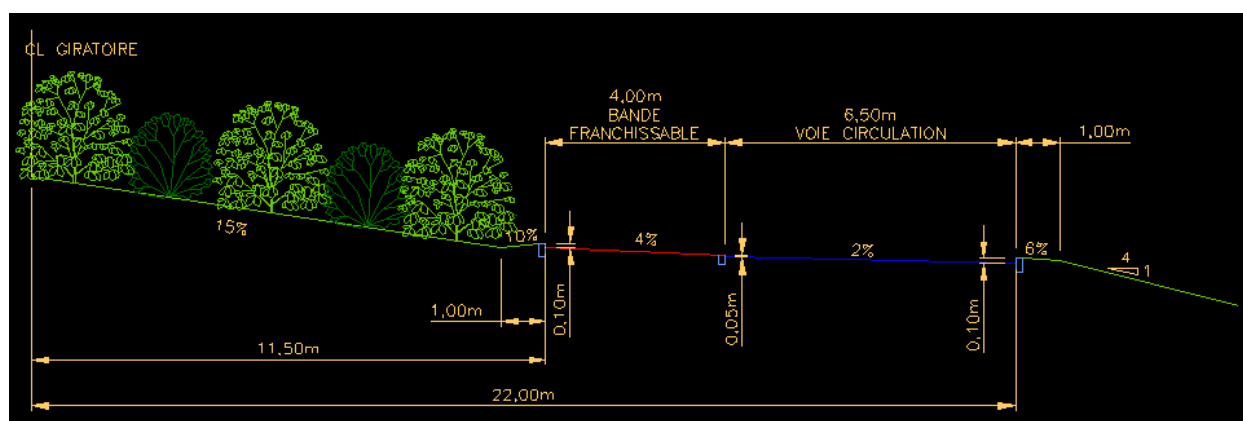 CL GIRATOIRE
4,00m
BANDE
FRANCHISSABLE
6,50m
VOIE CIRCULATION
1,00m
15%
10%
4%
2%
6%
4
1
1,00m
0,10m
0,05m
0,10m
11,50m
22,00m